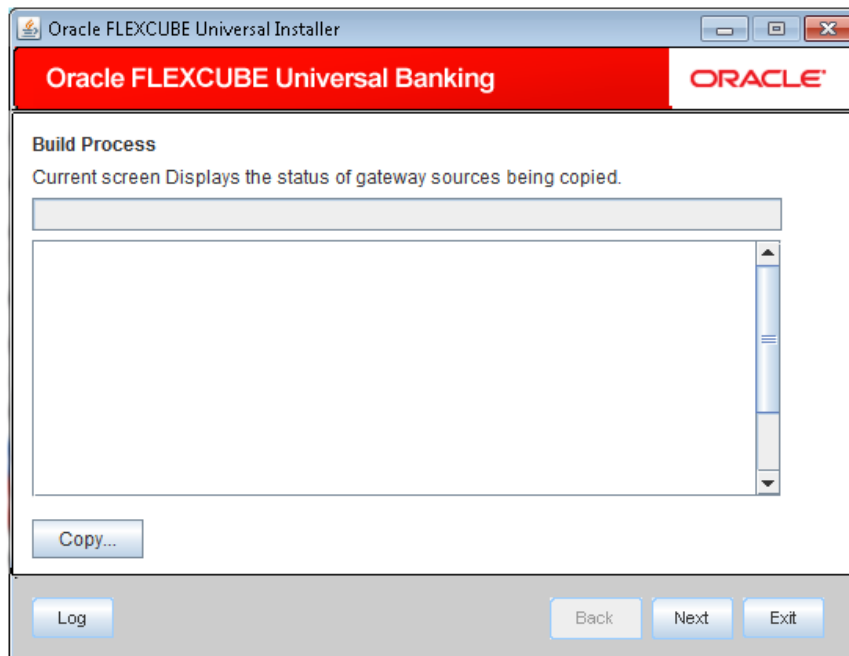 Oracle FLEXCUBE Universal Installer
Oracle FLEXCUBE Universal Banking
ORACLE®
Build Process
Current screen Displays the status of gateway sources being copied.
Copy...
Log
Back
Next
Exit